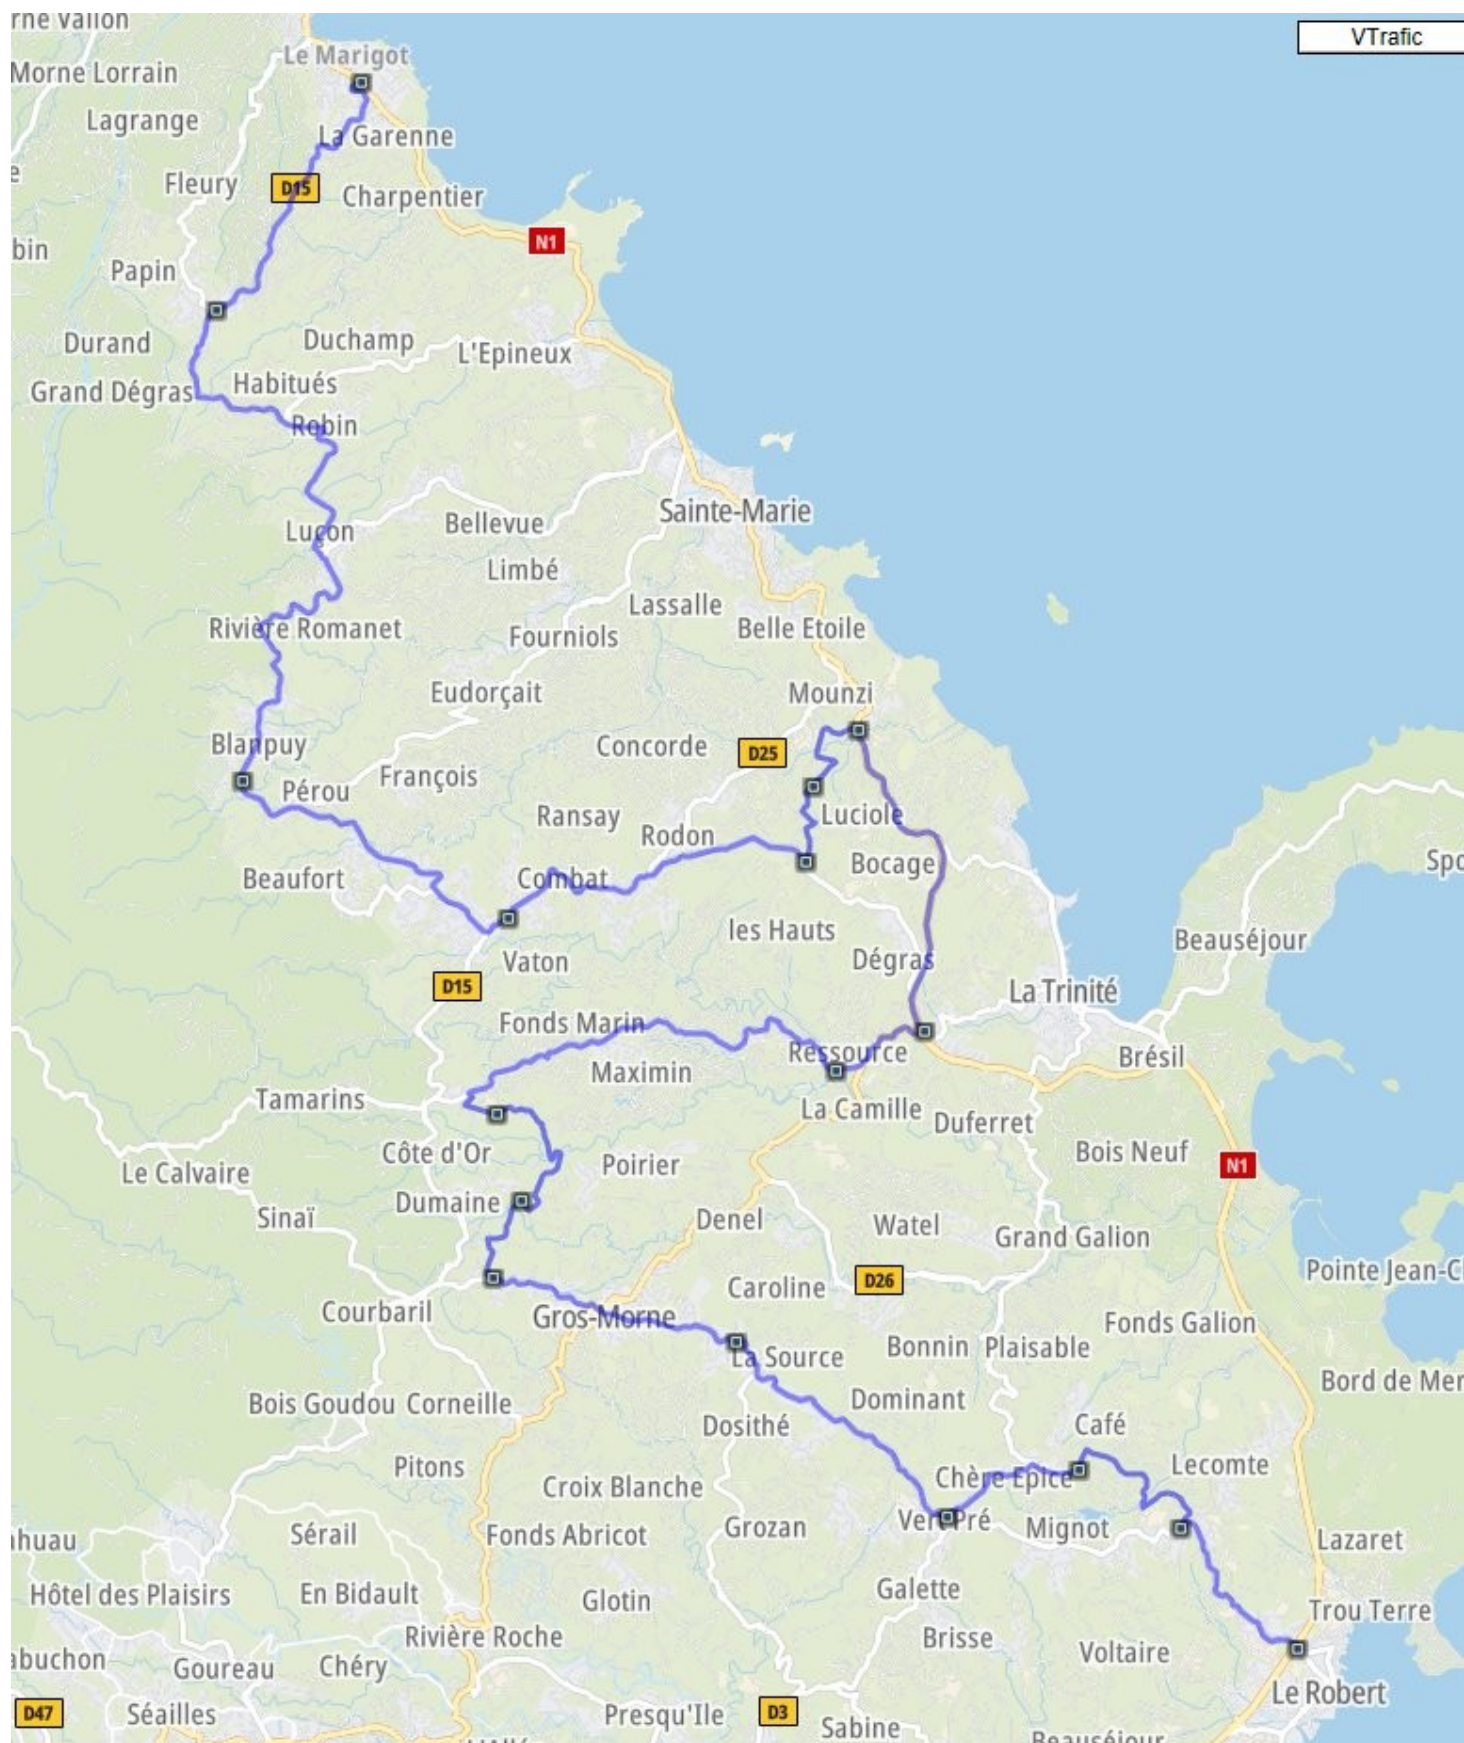 rne Vallon
VTrafic
Le Marigot
Morne Lorrain
Lagrange
La Garenne
Fleury
D15
Charpentier
bin
N1
Papin
Duchamp
Durand
L'Epineux
Habitués
Grand Dégras
Robin
Sainte-Marie
Bellevue
Luçon
Limbé
Lassalle
Rivière Romanet
Belle Etoile
Fourniols
Eudorçait
Mounzi
Blanpuy
Concorde
D25
François
Pérou
Ransay
Luciole
Rodon
Bocage
Spo
Beaufort
Combat
les Hauts
Beauséjour
Vaton
Dégras
D15
La Trinité
Fonds Marin
Ressource
Brésil
Maximin
Tamarins
La Camille
Duferret
Côte d'Or
Bois Neuf
Poirier
N1
Le Calvaire
Dumaine
Sinaï
Denel
Watel
Grand Galion
Pointe Jean-C
Caroline
D26
Courbaril
Gros-Morne
Fonds Galion
La Source
Bonnin
Plaisable
Bord de Mer
Bois Goudou
Corneille
Dominant
Dosithé
Café
Pitons
Lecomte
Croix Blanche
Chère Epice
Vert Pré
Sérail
Fonds Abricot
Grozan
Mignot
Lazaret
ahuau
Hôtel des Plaisirs
En Bidault
Glotin
Galette
Trou Terre
Rivière Roche
Brisse
Voltaire
abuchon
Goureau
Chéry
Le Robert
D47
Séailles
Presqu'Ile
D3
Sabine
Beauséjour